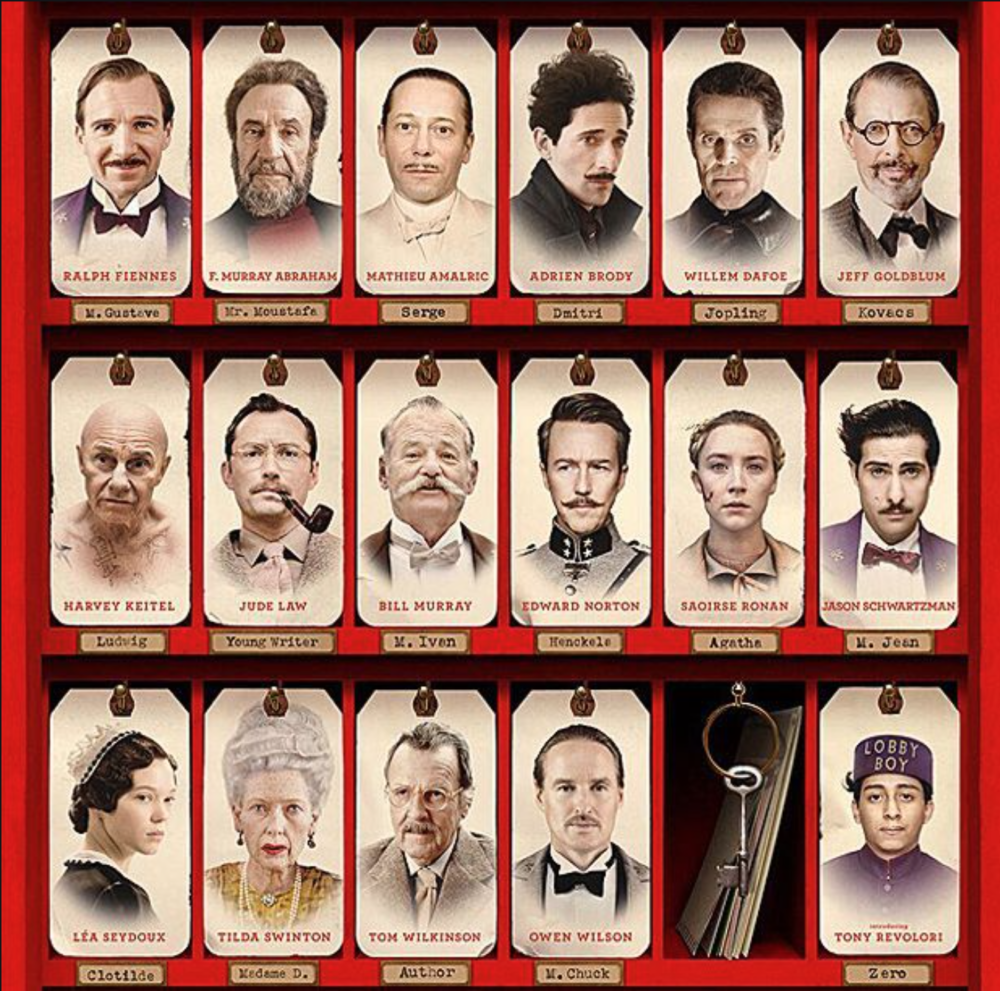 RALPH FIENNES
F. MURRAY ABRAHAM
MATHIEU AMALRIC
ADRIEN BRODY
WILLEM DAFOE
JEFF GOLDBLUM
M. Gustave
Mr. Moustafa
Serge
Dmitri
Jopling
Kovacs
HARVEY KEITEL
JUDE LAW
BILL MURRAY
EDWARD NORTON
SAOIRSE RONAN
JASON SCHWARTZMAN
Ludwig
Young Writer
M. Ivan
Henckels
Agatha
M. Jean
LOBBY
BOY
LÉA SEYDOUX
TILDA SWINTON
TOM WILKINSON
OWEN WILSON
introducing
TONY REVOLORI
Clotilde
Madame D.
Author
M. Chuck
Zero